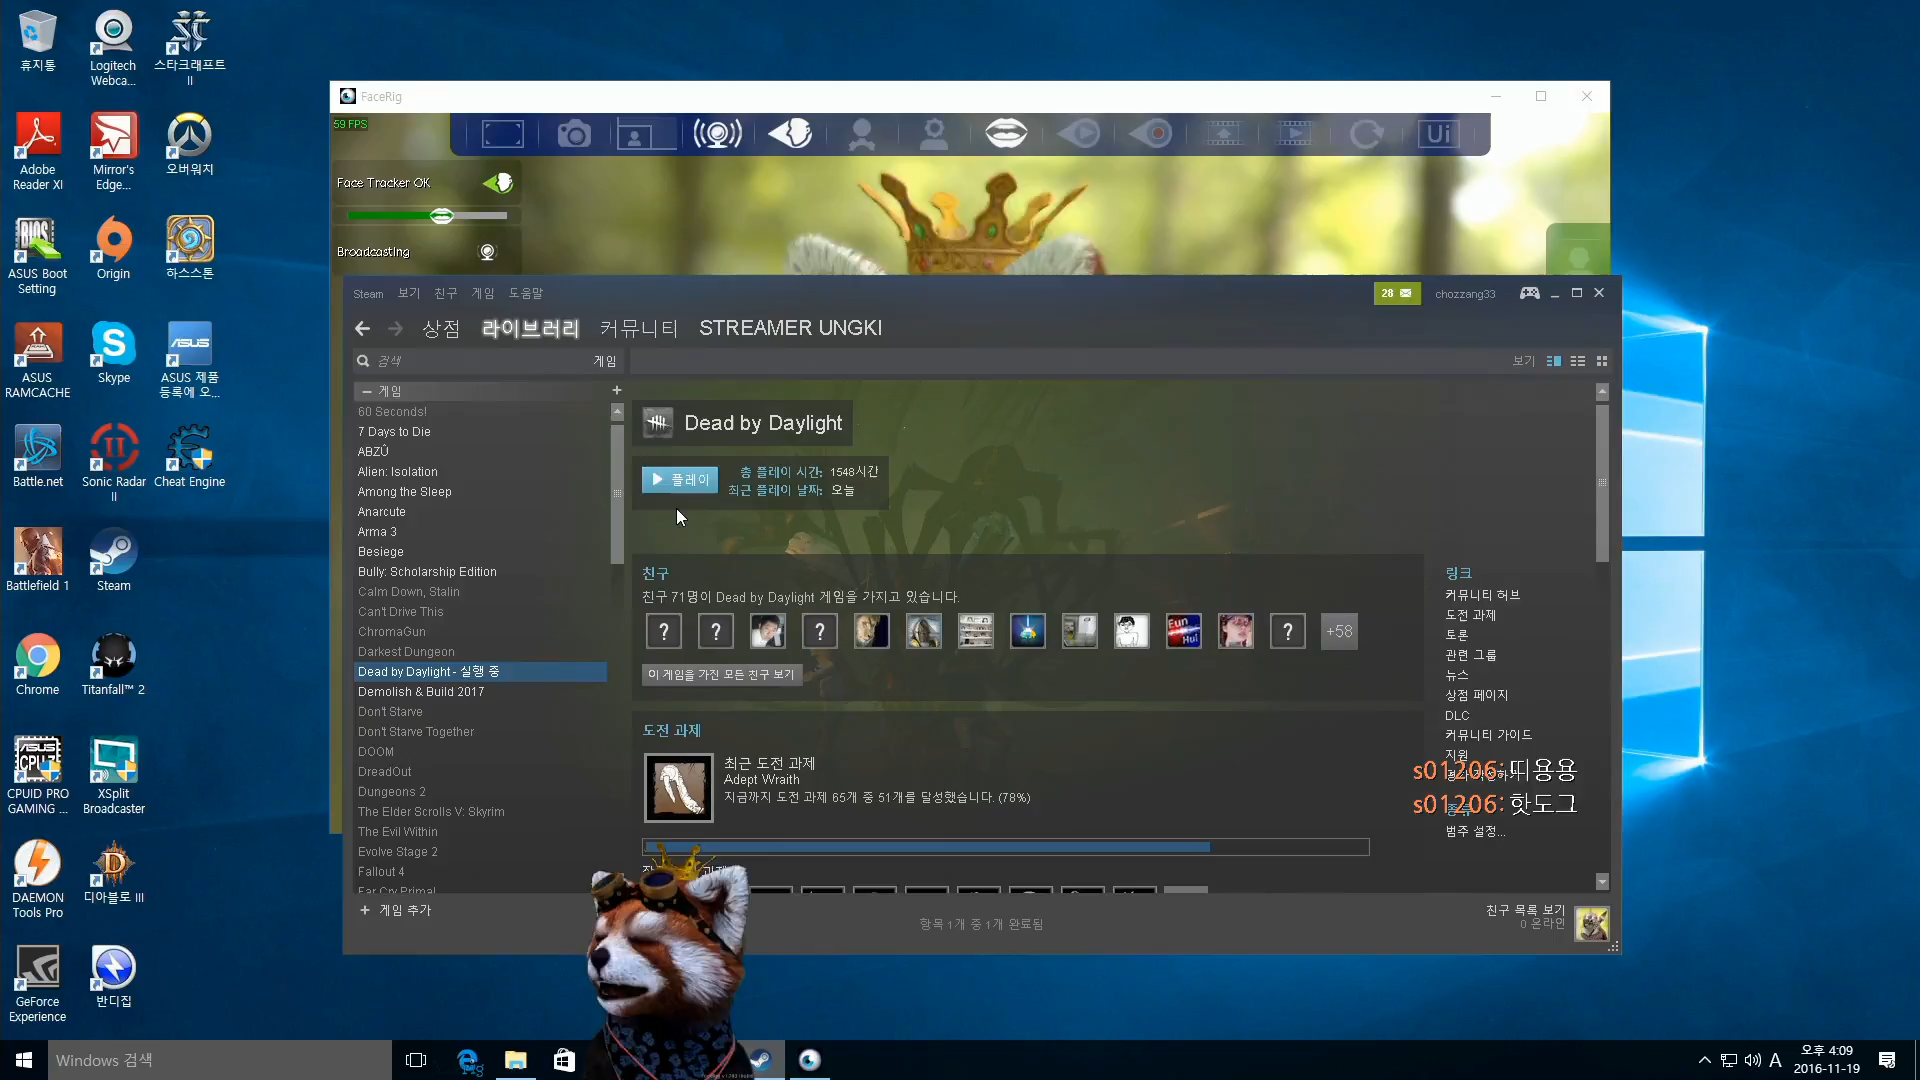 휴지통
Logitech
Webca...
스타크래프트
II
Adobe
Reader XI
Mirror's
Edge...
오버워치
ASUS Boot
Setting
Origin
하스스톤
ASUS
RAMCACHE
Skype
ASUS 제품
등록에 오...
Battle.net
Sonic Radar
II
Cheat Engine
Battlefield 1
Steam
Chrome
Titanfall™ 2
CPUID PRO
GAMING ...
XSplit
Broadcaster
DAEMON
Tools Pro
디아블로 III
GeForce
Experience
반디집
FaceRig
59 FPS
Ui
Face Tracker OK
Broadcasting
Steam 보기 친구 게임 도움말
28
chozzang33
상점 라이브러리 커뮤니티 STREAMER UNGKI
검색
게임
보기
게임
60 Seconds!
7 Days to Die
ABZÛ
Alien: Isolation
Among the Sleep
Anarcute
Arma 3
Besiege
Bully: Scholarship Edition
Calm Down, Stalin
Can't Drive This
ChromaGun
Darkest Dungeon
Dead by Daylight - 실행 중
Demolish & Build 2017
Don't Starve
Don't Starve Together
DOOM
DreadOut
Dungeons 2
The Elder Scrolls V: Skyrim
The Evil Within
Evolve Stage 2
Fallout 4
Far Cry Primal
+ 게임 추가
Dead by Daylight
플레이
총 플레이 시간: 1548시간
최근 플레이 날짜: 오늘
친구
친구 71명이 Dead by Daylight 게임을 가지고 있습니다.
Eun
Hui
+58
이 게임을 가진 모든 친구 보기
도전 과제
최근 도전 과제
Adept Wraith
지금까지 도전 과제 65개 중 51개를 달성했습니다. (78%)
링크
커뮤니티 허브
도전 과제
토론
관련 그룹
뉴스
상점 페이지
DLC
커뮤니티 가이드
지원
s01206: 띠용용
s01206: 핫도그
범주 설정...
항목 1개 중 1개 완료됨
친구 목록 보기
0 온라인
Windows 검색
A
오후 4:09
2016-11-19